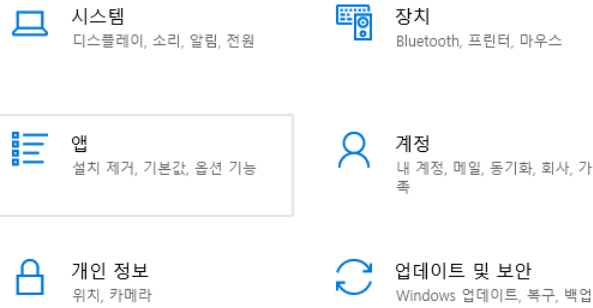 시스템
디스플레이, 소리, 알림, 전원
장치
Bluetooth, 프린터, 마우스
앱
설치 제거, 기본값, 옵션 기능
계정
내 계정, 메일, 동기화, 회사, 가
족
개인 정보
위치, 카메라
업데이트 및 보안
Windows 업데이트, 복구, 백업